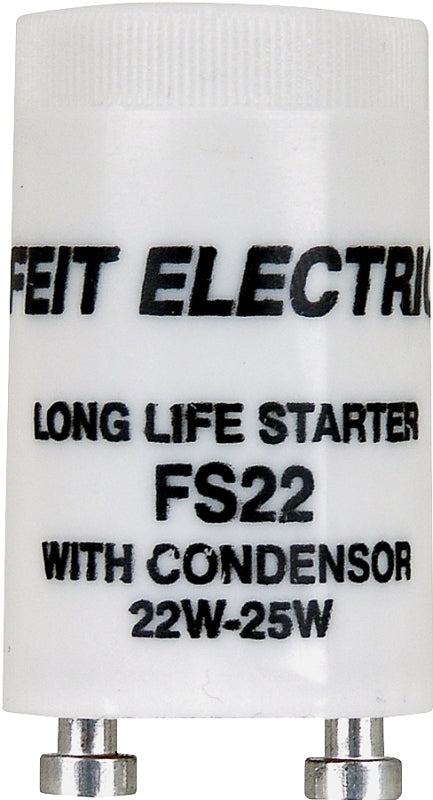 FEIT ELECTRIC
LONG LIFE STARTER
FS22
WITH CONDENSOR
22W-25W